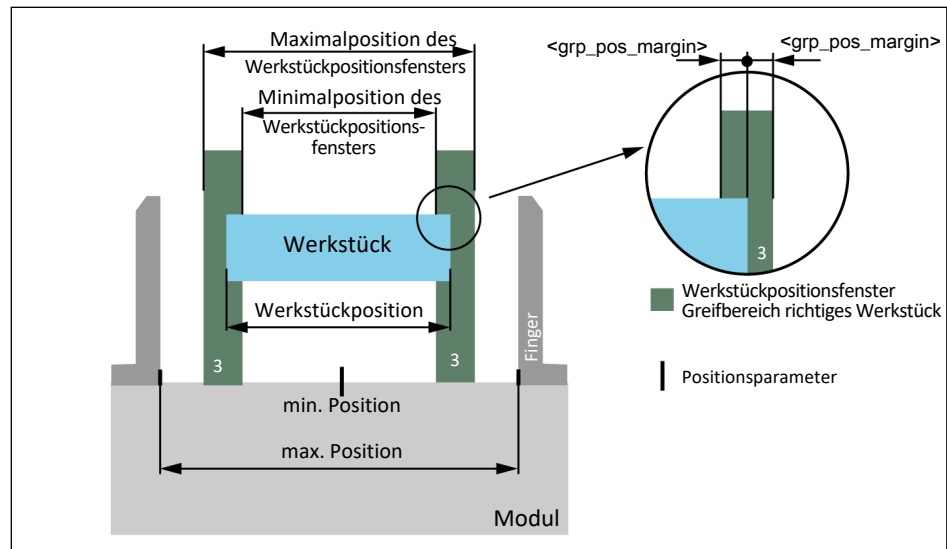 Maximalposition des
Werkstückpositionsfensters
Minimalposition des
Werkstückpositions-
fensters
<grp_pos_margin>
<grp_pos_margin>
Werkstück
Werkstückposition
3
3
3
Finger
Werkstückpositionsfenster
Greifbereich richtiges Werkstück
Positionsparameter
min. Position
max. Position
Modul